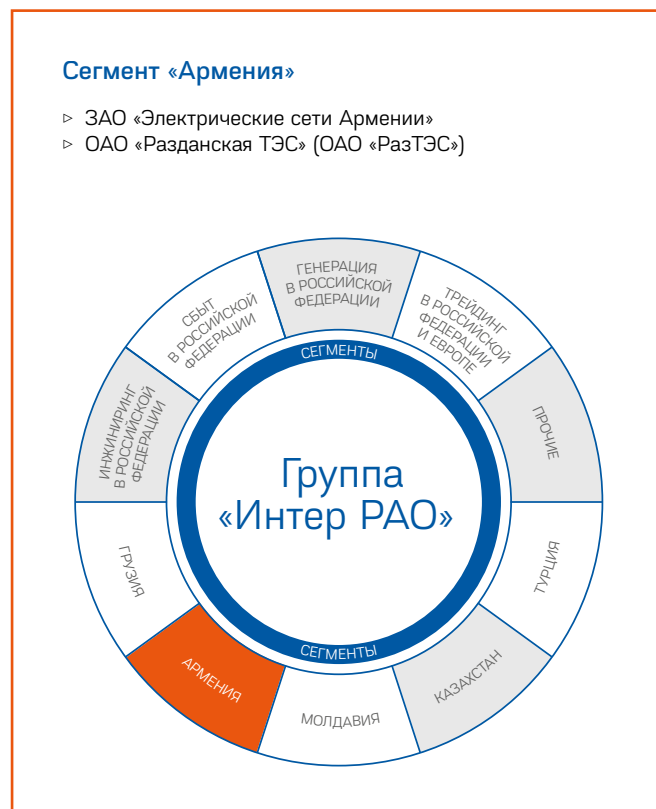 Сегмент «Армения»
▹ ЗАО «Электрические сети Армении»
▹ ОАО «Разданская ТЭС» (ОАО «РазТЭС»)
ГЕНЕРАЦИЯ
В РОССИЙСКОЙ
ФЕДЕРАЦИИ
ТРЕЙДИНГ
В РОССИЙСКОЙ
ФЕДЕРАЦИИ
И ЕВРОПЕ
ПРОЧИЕ
ТУРЦИЯ
КАЗАХСТАН
МОЛДАВИЯ
АРМЕНИЯ
ГРУЗИЯ
ИНЖИНИРИНГ
В РОССИЙСКОЙ
ФЕДЕРАЦИИ
СБЫТ
В РОССИЙСКОЙ
ФЕДЕРАЦИИ
СЕГМЕНТЫ
Группа
«Интер РАО»
СЕГМЕНТЫ